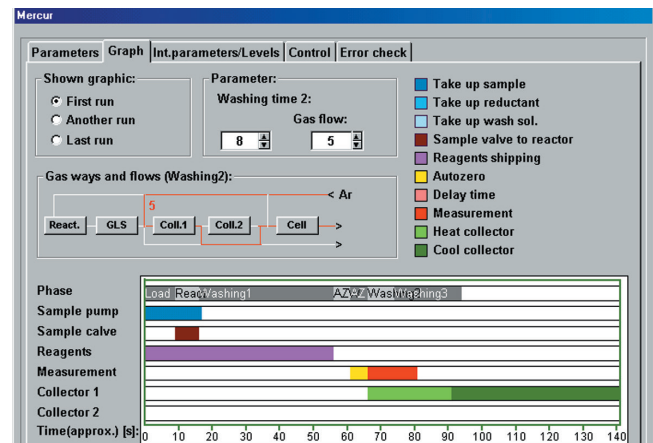 Mercur
Parameters Graph Int.parameters/Levels Control Error check
Shown graphic:
First run
Another run
Last run
Parameter:
Washing time 2:
Gas flow:
8 5
Take up sample
Take up reductant
Take up wash sol.
Sample valve to reactor
Reagents shipping
Autozero
Delay time
Measurement
Heat collector
Cool collector
Gas ways and flows (Washing2):
< Ar
5
React. GLS Coll.1 Coll.2 Cell >
>
Phase Load React Washing1 AZ AZ Washing2 Washing3
Sample pump
Sample calve
Reagents
Measurement
Collector 1
Collector 2
Time(approx.) [s]: 0 10 20 30 40 50 60 70 80 90 100 110 120 130 140